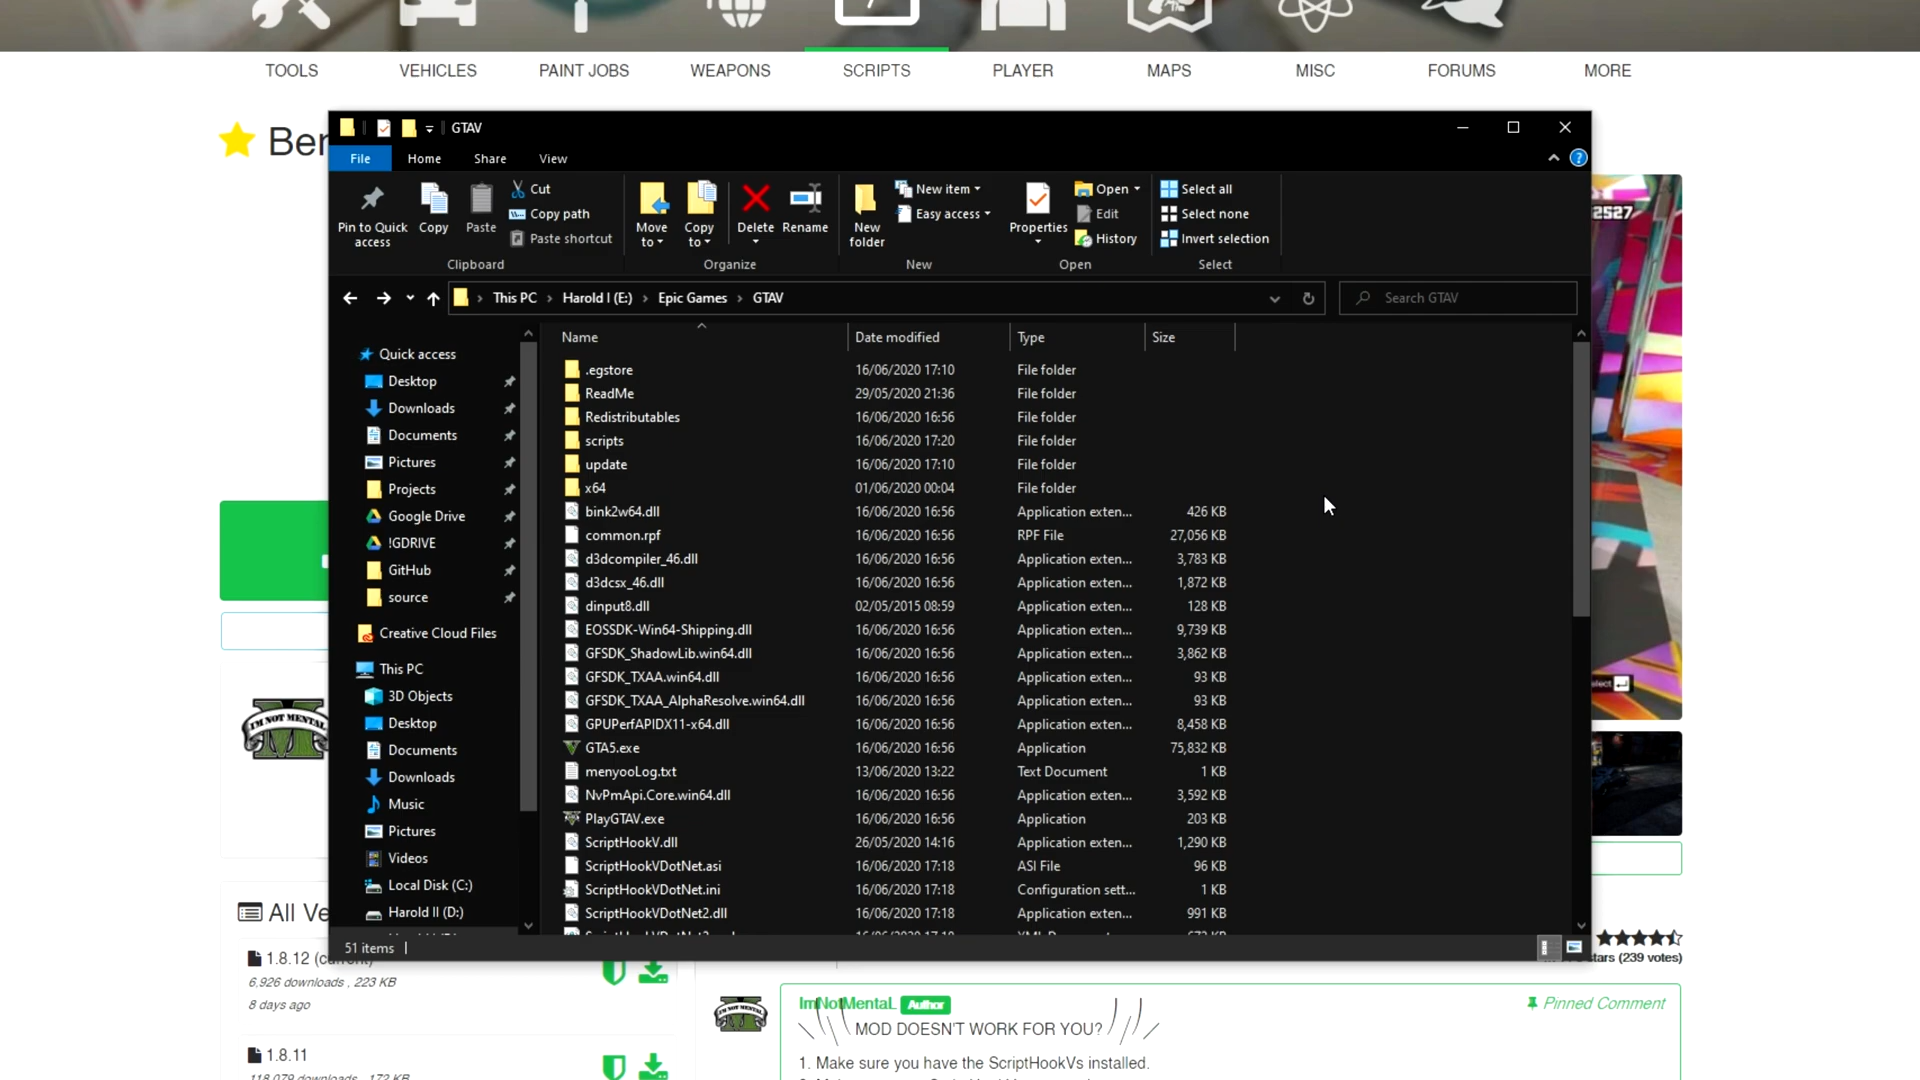 TOOLS VEHICLES PAINT JOBS WEAPONS SCRIPTS PLAYER MAPS MISC FORUMS MORE
Ber
GTAV
File Home Share View
Pin to Quick access
Copy
Paste
Cut
Copy path
Paste shortcut
Clipboard
Move to
Copy to
Delete
Rename
Organize
New folder
New item
Easy access
New
Properties
Open
Edit
History
Open
Select all
Select none
Invert selection
Select
This PC > Harold I (E:) > Epic Games > GTAV
Search GTAV
Quick access
Desktop
Downloads
Documents
Pictures
Projects
Google Drive
!GDRIVE
GitHub
source
Creative Cloud Files
This PC
3D Objects
Desktop
Documents
Downloads
Music
Pictures
Videos
Local Disk (C:)
Harold II (D:)
Name Date modified Type Size
.egstore 16/06/2020 17:10 File folder
ReadMe 29/05/2020 21:36 File folder
Redistributables 16/06/2020 16:56 File folder
scripts 16/06/2020 17:20 File folder
update 16/06/2020 17:10 File folder
x64 01/06/2020 00:04 File folder
bink2w64.dll 16/06/2020 16:56 Application exten... 426 KB
common.rpf 16/06/2020 16:56 RPF File 27,056 KB
d3dcompiler_46.dll 16/06/2020 16:56 Application exten... 3,783 KB
d3dcsx_46.dll 16/06/2020 16:56 Application exten... 1,872 KB
dinput8.dll 02/05/2015 08:59 Application exten... 128 KB
EOSSDK-Win64-Shipping.dll 16/06/2020 16:56 Application exten... 9,739 KB
GFSDK_ShadowLib.win64.dll 16/06/2020 16:56 Application exten... 3,862 KB
GFSDK_TXAA.win64.dll 16/06/2020 16:56 Application exten... 93 KB
GFSDK_TXAA_AlphaResolve.win64.dll 16/06/2020 16:56 Application exten... 93 KB
GPUPerfAPIDX11-x64.dll 16/06/2020 16:56 Application exten... 8,458 KB
GTA5.exe 16/06/2020 16:56 Application 75,832 KB
menyooLog.txt 13/06/2020 13:22 Text Document 1 KB
NvPmApi.Core.win64.dll 16/06/2020 16:56 Application exten... 3,592 KB
PlayGTAV.exe 16/06/2020 16:56 Application 203 KB
ScriptHookV.dll 26/05/2020 14:16 Application exten... 1,290 KB
ScriptHookVDotNet.asi 16/06/2020 17:18 ASI File 96 KB
ScriptHookVDotNet.ini 16/06/2020 17:18 Configuration sett... 1 KB
ScriptHookVDotNet2.dll 16/06/2020 17:18 Application exten... 991 KB
51 items
2527
I'M NOT MENTAL
All Ve
1.8.12 (current)
6,926 downloads , 223 KB
8 days ago
1.8.11
118,079 downloads , 172 KB
stars (239 votes)
ImNotMentaL Author
Pinned Comment
MOD DOESN'T WORK FOR YOU?
1. Make sure you have the ScriptHookVs installed.